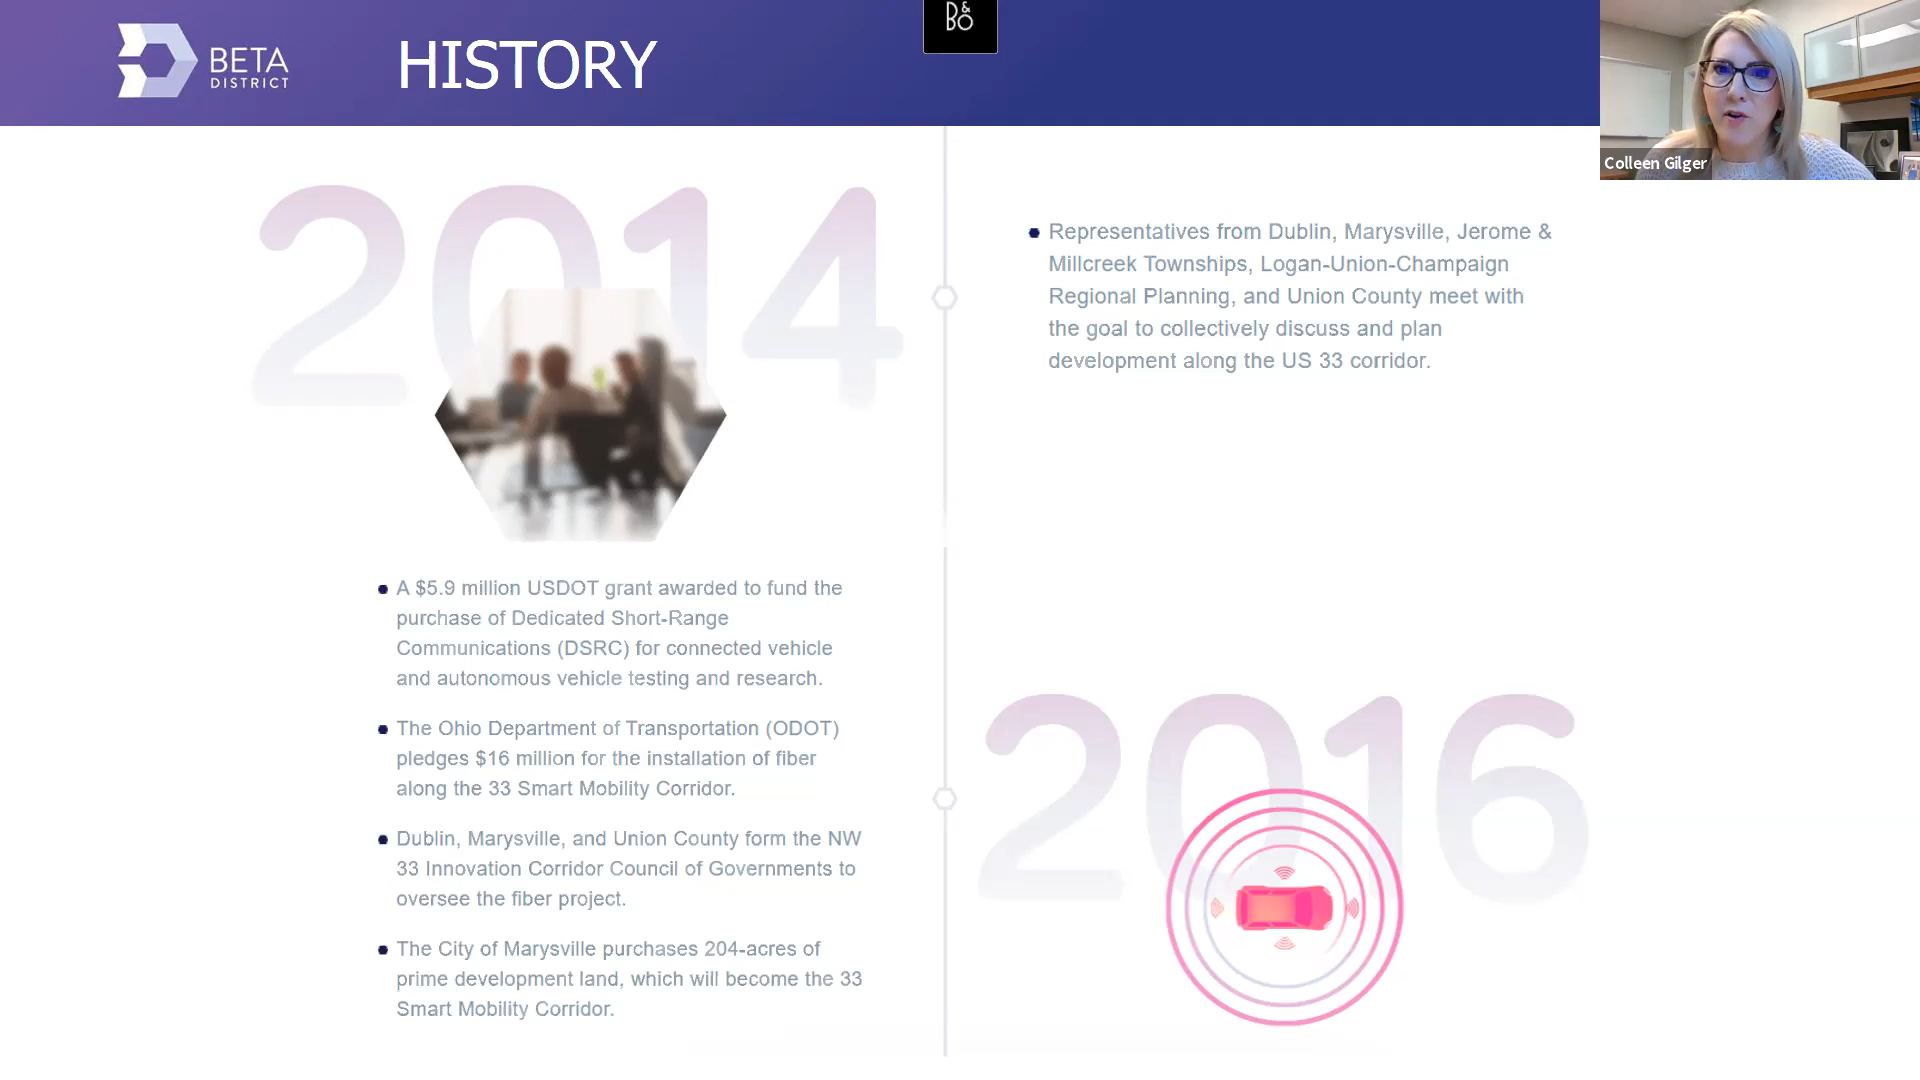 BETA
DISTRICT
HISTORY
B&O
Colleen Gilger
2014
Representatives from Dublin, Marysville, Jerome &
Millcreek Townships, Logan-Union-Champaign
Regional Planning, and Union County meet with
the goal to collectively discuss and plan
development along the US 33 corridor.
A $5.9 million USDOT grant awarded to fund the
purchase of Dedicated Short-Range
Communications (DSRC) for connected vehicle
and autonomous vehicle testing and research.
The Ohio Department of Transportation (ODOT)
pledges $16 million for the installation of fiber
along the 33 Smart Mobility Corridor.
Dublin, Marysville, and Union County form the NW
33 Innovation Corridor Council of Governments to
oversee the fiber project.
The City of Marysville purchases 204-acres of
prime development land, which will become the 33
Smart Mobility Corridor.
2016